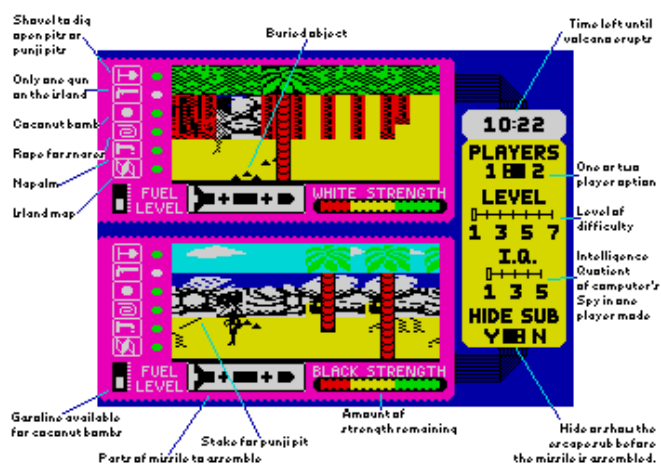 Shovel to dig
open pits or
punji pits
Only one gun
on the island
Coconut bomb
Rope for snares
Napalm
Island map
Buried object
Time left until
volcano erupts
10:22
PLAYERS
1 2
One or two
player option
LEVEL
1 3 5 7
Level of
difficulty
I.Q.
1 3 5
Intelligence
Quotient
of computer's
Spy in one
player mode
HIDE SUB
Y N
FUEL
LEVEL
WHITE STRENGTH
FUEL
LEVEL
BLACK STRENGTH
Gasoline available
for coconut bombs
Parts of missile to assemble
Stake for punji pit
Amount of
strength remaining
Hide or show the
escape sub before
the missile is assembled.